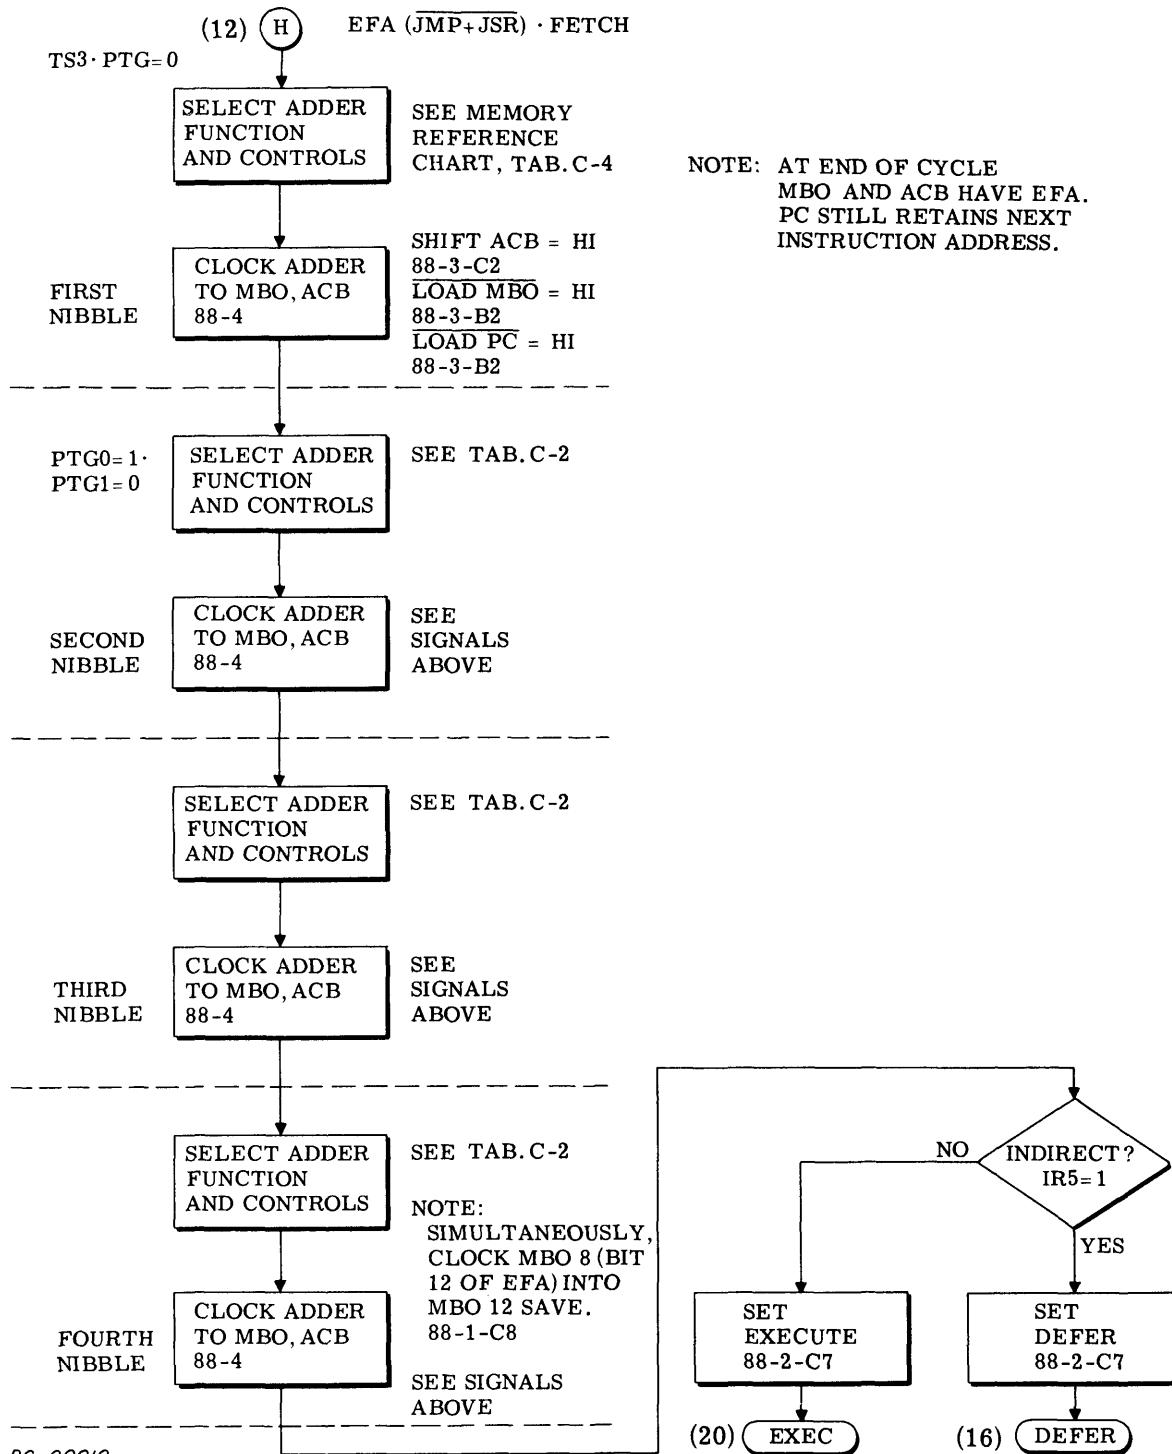 (12) H EFA (JMP+JSR) · FETCH
TS3 · PTG=0
SELECT ADDER
FUNCTION
AND CONTROLS
SEE MEMORY
REFERENCE
CHART, TAB. C-4
NOTE: AT END OF CYCLE
MBO AND ACB HAVE EFA.
PC STILL RETAINS NEXT
INSTRUCTION ADDRESS.
FIRST
NIBBLE
CLOCK ADDER
TO MBO, ACB
88-4
SHIFT ACB = HI
88-3-C2
LOAD MBO = HI
88-3-B2
LOAD PC = HI
88-3-B2
PTG0=1·
PTG1=0
SELECT ADDER
FUNCTION
AND CONTROLS
SEE TAB. C-2
SECOND
NIBBLE
CLOCK ADDER
TO MBO, ACB
88-4
SEE
SIGNALS
ABOVE
SELECT ADDER
FUNCTION
AND CONTROLS
SEE TAB. C-2
THIRD
NIBBLE
CLOCK ADDER
TO MBO, ACB
88-4
SEE
SIGNALS
ABOVE
SELECT ADDER
FUNCTION
AND CONTROLS
SEE TAB. C-2
NOTE:
SIMULTANEOUSLY,
CLOCK MBO 8 (BIT
12 OF EFA) INTO
MBO 12 SAVE.
88-1-C8
FOURTH
NIBBLE
CLOCK ADDER
TO MBO, ACB
88-4
SEE SIGNALS
ABOVE
INDIRECT?
IR5=1
NO
YES
SET
EXECUTE
88-2-C7
SET
DEFER
88-2-C7
(20) EXEC
(16) DEFER